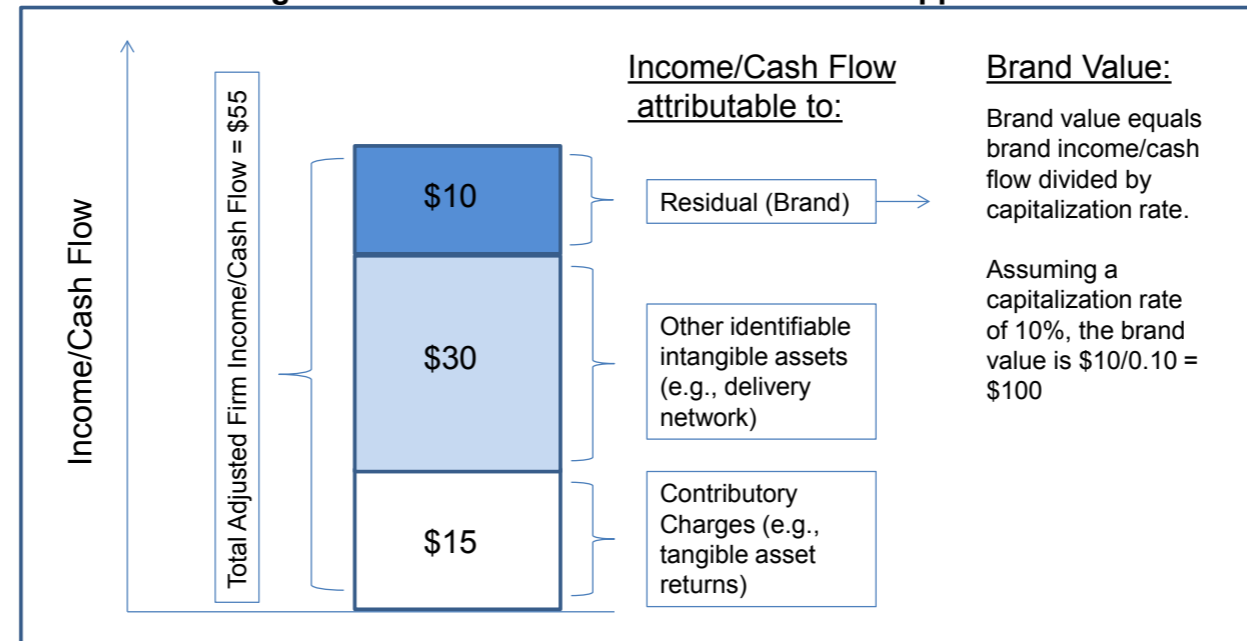 Income/Cash Flow
Total Adjusted Firm Income/Cash Flow = $55
$10
$30
$15
Income/Cash Flow
attributable to:
Residual (Brand)
Other identifiable
intangible assets
(e.g., delivery
network)
Contributory
Charges (e.g.,
tangible asset
returns)
Brand Value:
Brand value equals
brand income/cash
flow divided by
capitalization rate.
Assuming a
capitalization rate
of 10%, the brand
value is $10/0.10 =
$100